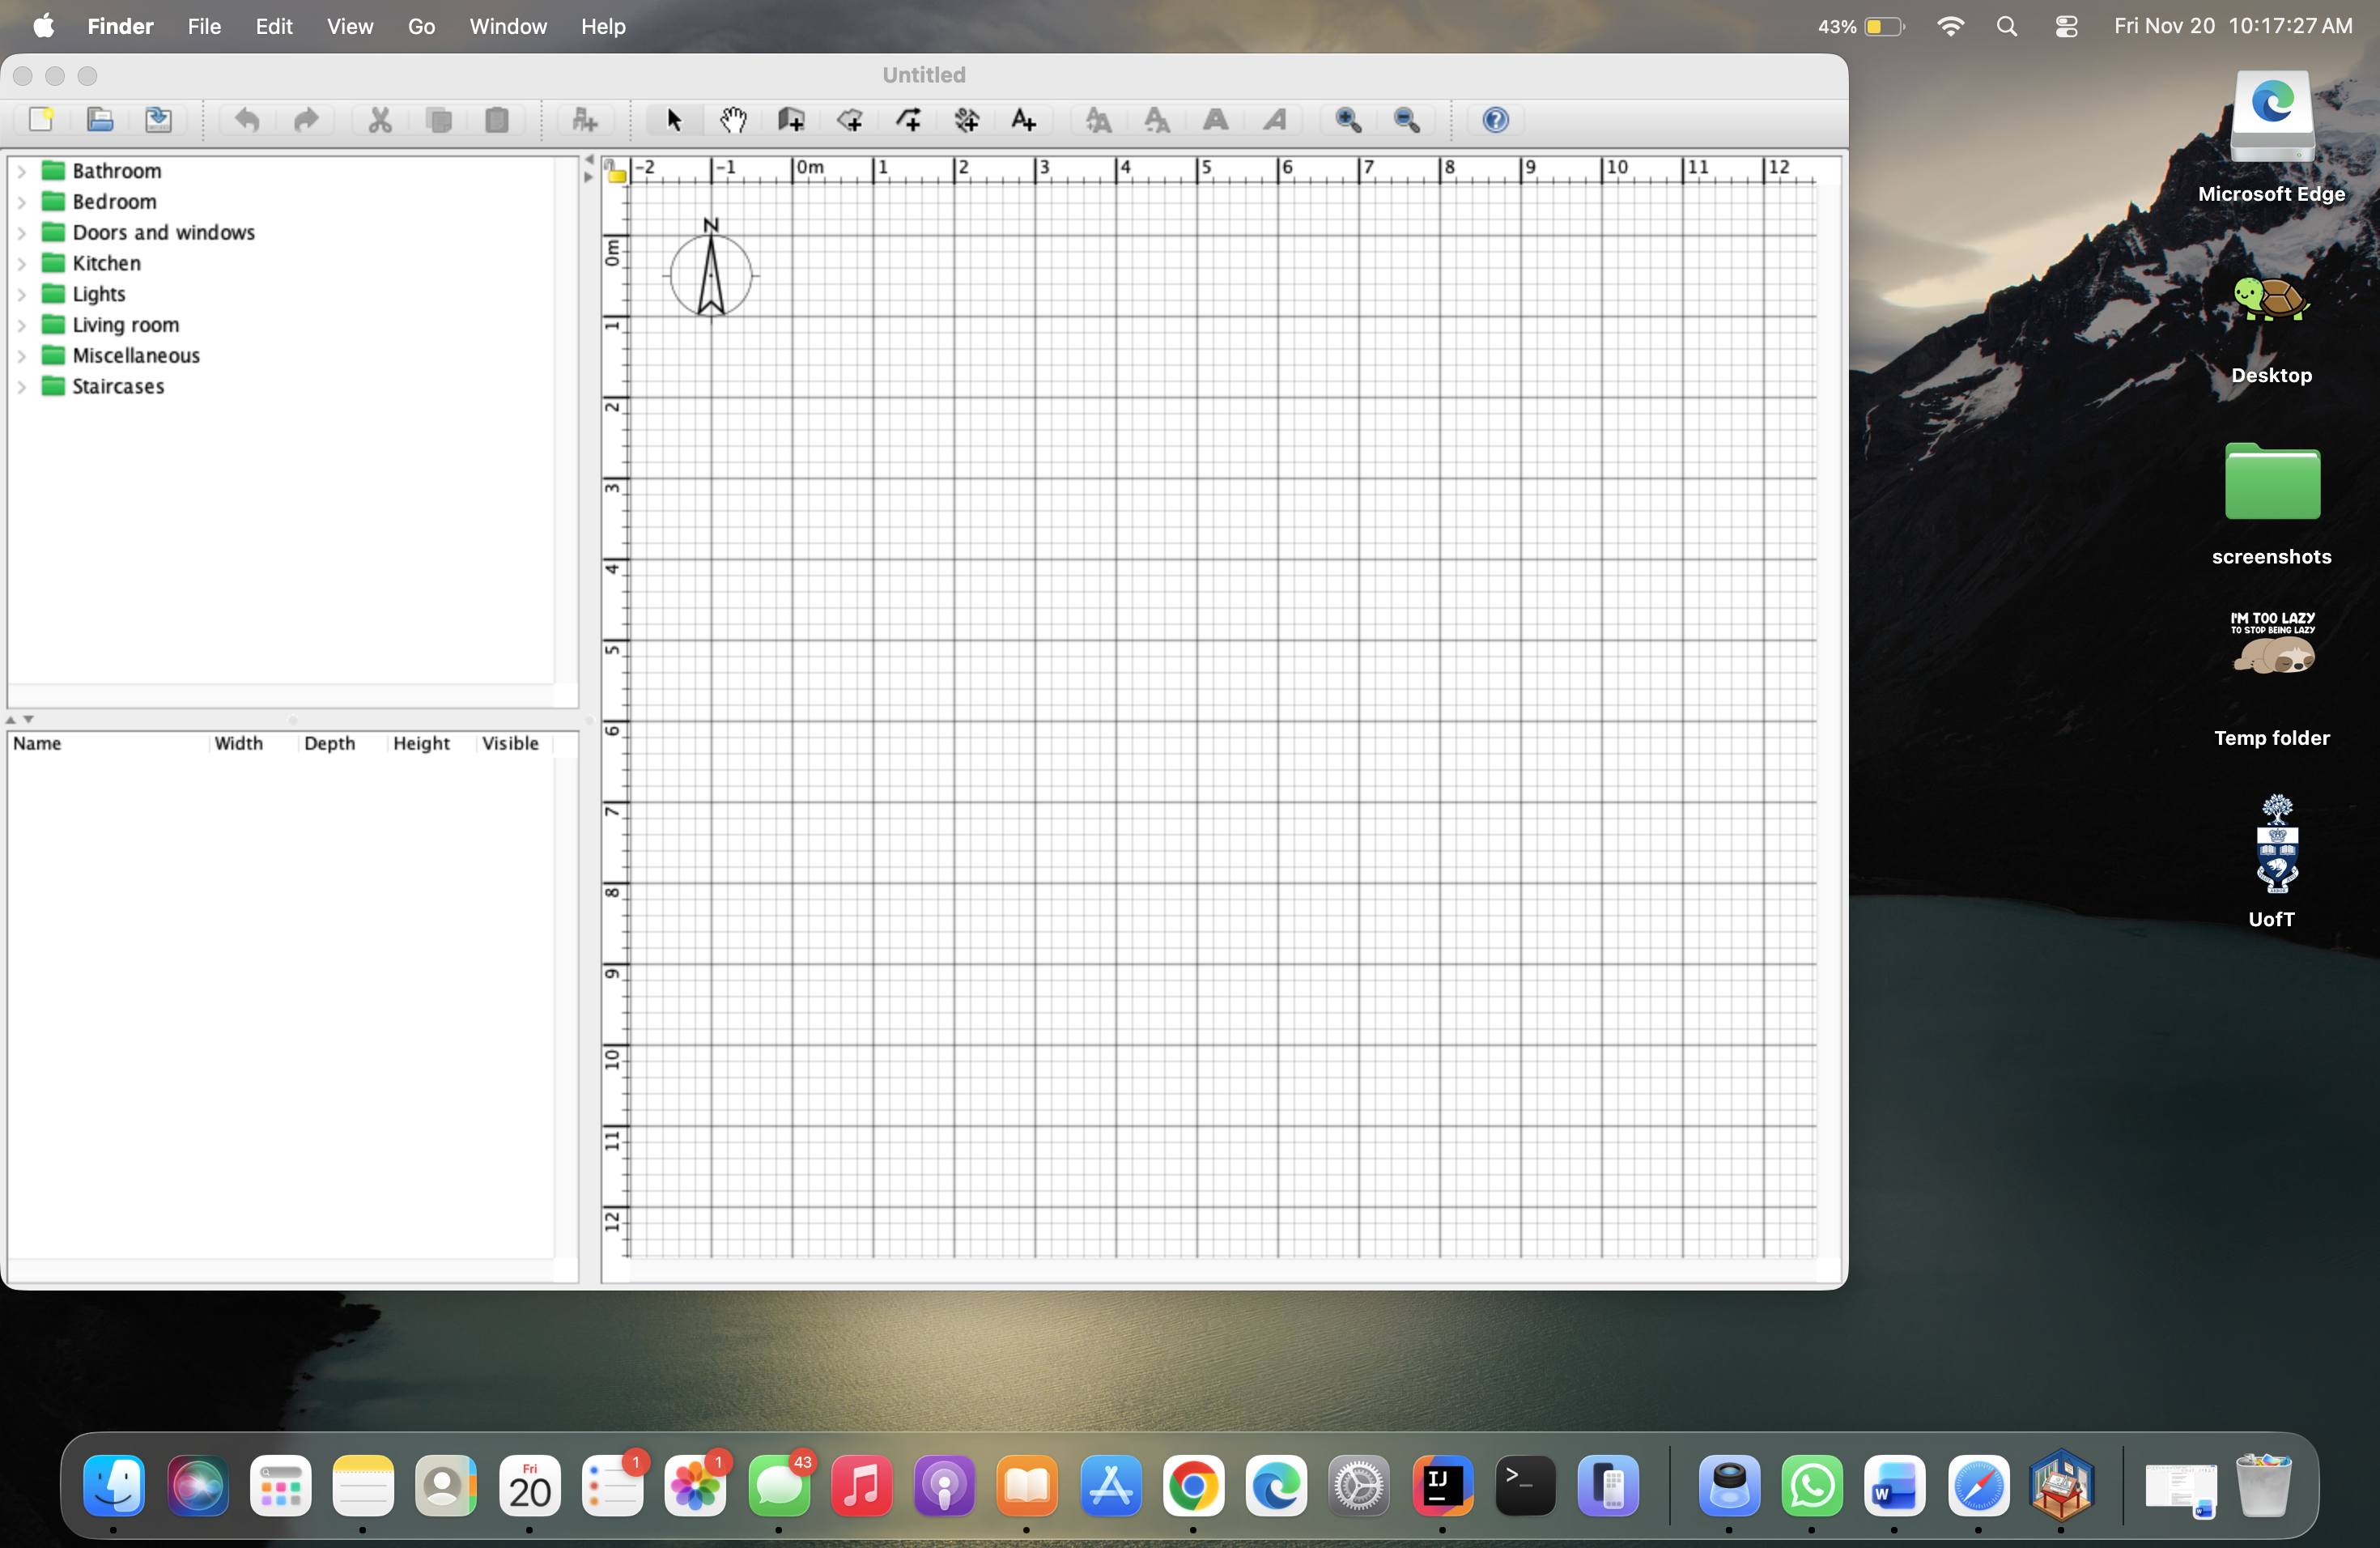 Finder File Edit View Go Window Help
43% Fri Nov 20 10:17:27 AM
Untitled
Bathroom
Bedroom
Doors and windows
Kitchen
Lights
Living room
Miscellaneous
Staircases
Name Width Depth Height Visible
-2 -1 0m 1 2 3 4 5 6 7 8 9 10 11 12
N
0m
1
2
3
4
5
6
7
8
9
10
11
12
Microsoft Edge
Desktop
screenshots
I'M TOO LAZY
TO STOP BEING LAZY
Temp folder
UofT
Fri
20
1
1
43
IJ
>_
W